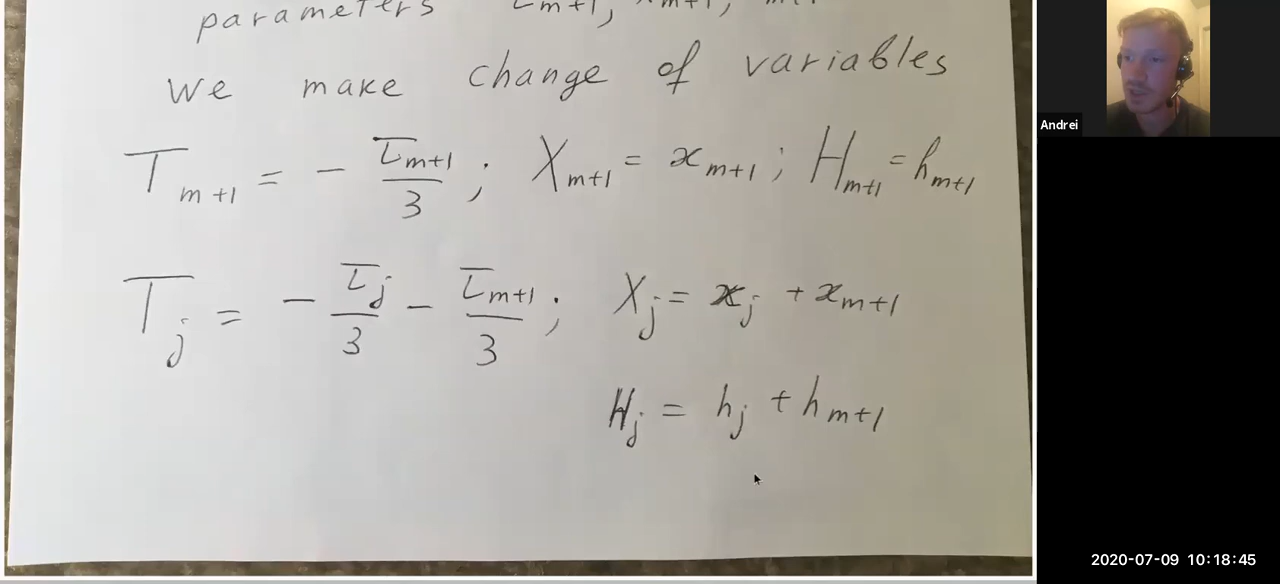 parameters
we make change of variables
T_{m+1} = - τ_{m+1}/3 ; X_{m+1} = x_{m+1} ; H_{m+1} = h_{m+1}
T_j = - τ_j/3 - τ_{m+1}/3 ; X_j = x_j + x_{m+1}
H_j = h_j + h_{m+1}
Andrei
2020-07-09 10:18:45